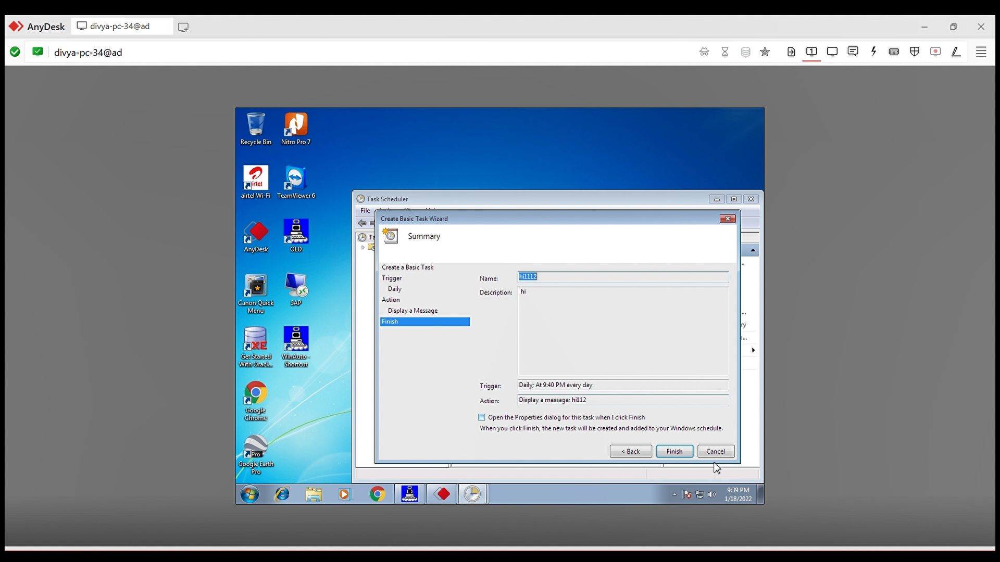 AnyDesk
divya-pc-34@ad
divya-pc-34@ad
1
Recycle Bin
Nitro Pro 7
airtel
airtel Wi-Fi
TeamViewer 6
AnyDesk
OLD
Canon Quick
Menu
SAP
XE
Get Started
With Oracl...
WinAuto -
Shortcut
Google
Chrome
Pro
Google Earth
Pro
Task Scheduler
File
Ta
Create Basic Task Wizard
Summary
Create a Basic Task
Trigger
Daily
Action
Display a Message
Finish
Name:
hi1112
Description:
hi
Trigger:
Daily; At 9:40 PM every day
Action:
Display a message; hi112
Open the Properties dialog for this task when I click Finish
When you click Finish, the new task will be created and added to your Windows schedule.
< Back
Finish
Cancel
9:39 PM
1/18/2022